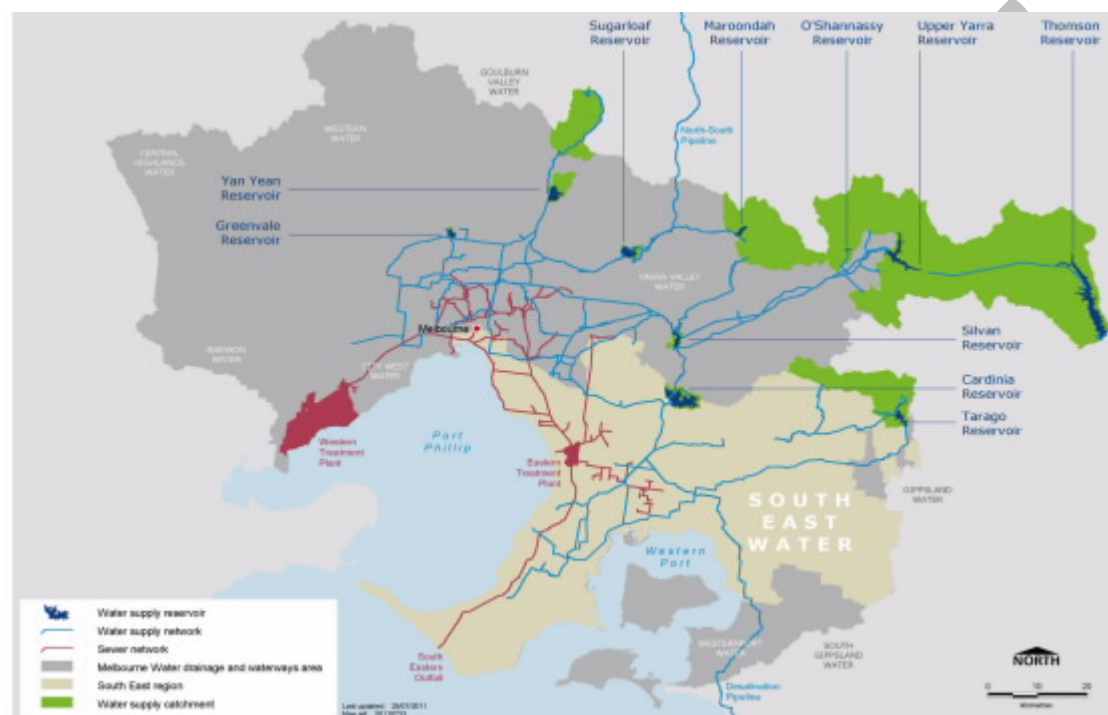 Sugarloaf
Reservoir
Maroondah
Reservoir
O'Shannassy
Reservoir
Upper Yarra
Reservoir
Thomson
Reservoir
GOULBURN
VALLEY
WATER
WESTERN
WATER
CENTRAL
HIGHLANDS
WATER
North-South
Pipeline
Yan Yean
Reservoir
Greenvale
Reservoir
YARRA VALLEY
WATER
Melbourne
Silvan
Reservoir
BARWON
WATER
CITY WEST
WATER
Cardinia
Reservoir
Tarago
Reservoir
Western
Treatment
Plant
Port
Phillip
Eastern
Treatment
Plant
GIPPSLAND
WATER
SOUTH
EAST
WATER
Western
Port
WESTERNPORT
WATER
SOUTH
GIPPSLAND
WATER
South
Eastern
Outfall
Desalination
Pipeline
Water supply reservoir
Water supply network
Sewer network
Melbourne Water drainage and waterways area
South East region
Water supply catchment
NORTH
0 10 20
kilometres